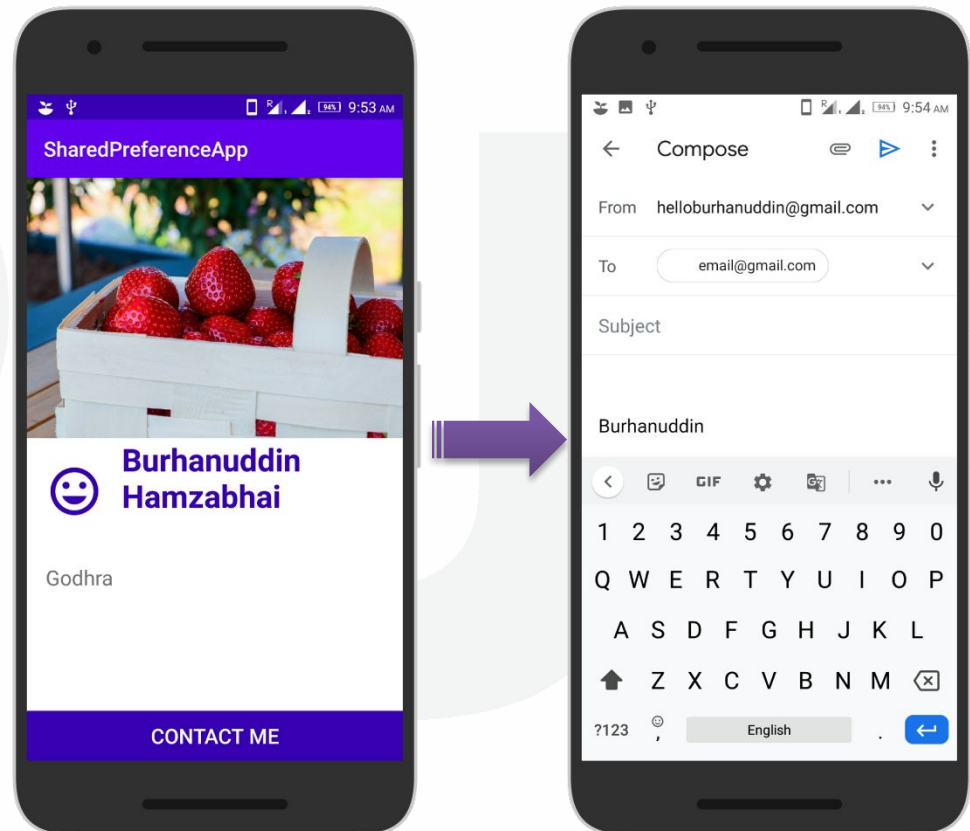 R 94% 9:53 AM
SharedPreferenceApp
Burhanuddin
Hamzabhai
Godhra
CONTACT ME
R 94% 9:54 AM
Compose
From helloburhanuddin@gmail.com
To email@gmail.com
Subject
Burhanuddin
GIF
1 2 3 4 5 6 7 8 9 0
Q W E R T Y U I O P
A S D F G H J K L
Z X C V B N M
?123 , English .